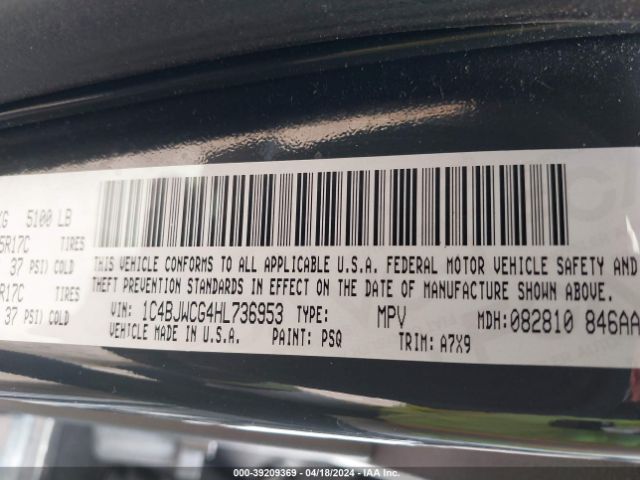 KG 5100 LB
5R17C TIRES
37 PSI) COLD
R17C TIRES
37 PSI) COLD
THIS VEHICLE CONFORMS TO ALL APPLICABLE U.S.A. FEDERAL MOTOR VEHICLE SAFETY AND
THEFT PREVENTION STANDARDS IN EFFECT ON THE DATE OF MANUFACTURE SHOWN ABOVE.
VIN: 1C4BJWCG4HL736953 TYPE: MPV MDH: 082810 846AA
VEHICLE MADE IN U.S.A. PAINT: PSQ TRIM: A7X9
000-39209369 - 04/18/2024 - IAA Inc.